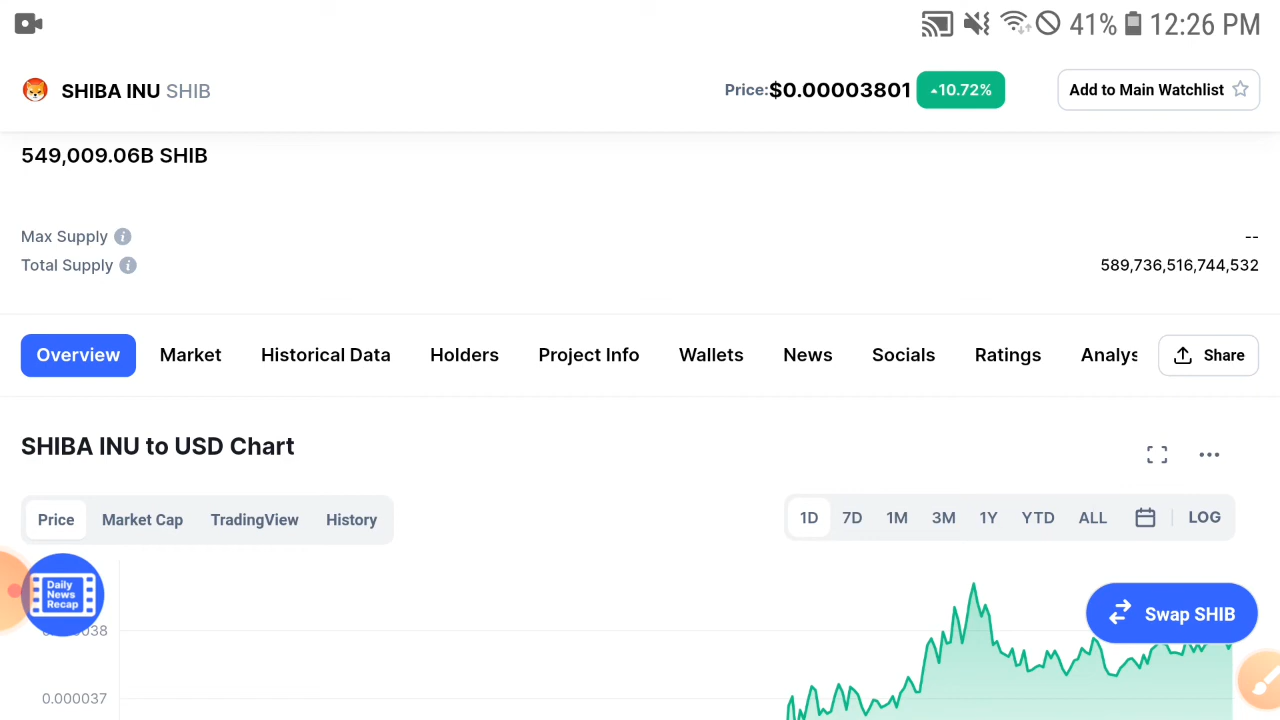 41% 12:26 PM
SHIBA INU SHIB
Price:$0.00003801 10.72%
Add to Main Watchlist
549,009.06B SHIB
Max Supply --
Total Supply 589,736,516,744,532
Overview Market Historical Data Holders Project Info Wallets News Socials Ratings Analys Share
SHIBA INU to USD Chart
Price Market Cap TradingView History
1D 7D 1M 3M 1Y YTD ALL LOG
Daily
News
Recap
Swap SHIB
38
0.000037